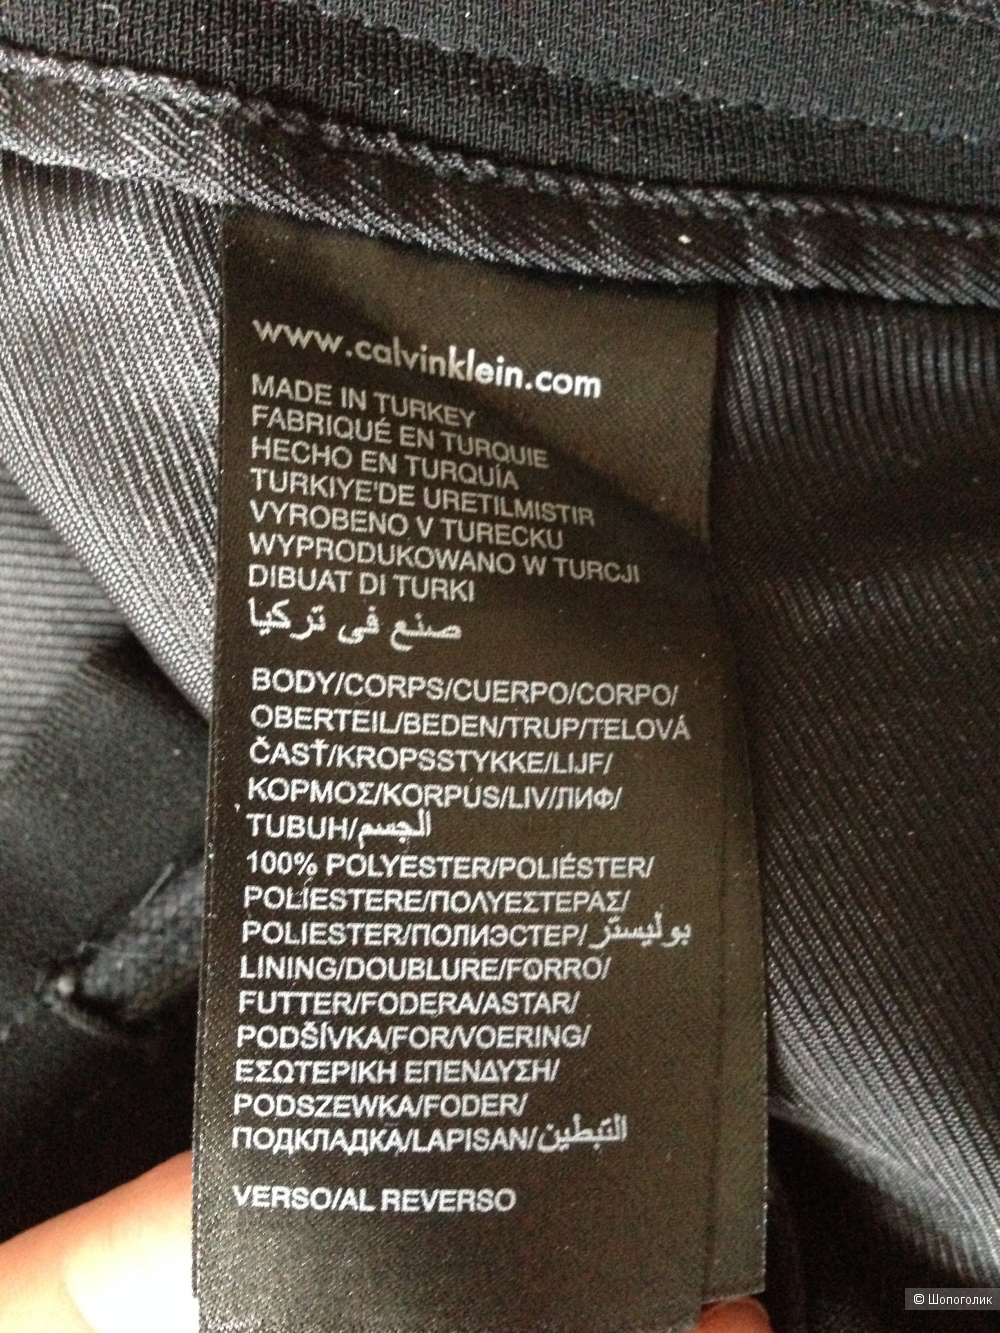 www.calvinklein.com
MADE IN TURKEY
FABRIQUÉ EN TURQUIE
HECHO EN TURQUÍA
TURKIYE'DE URETILMISTIR
VYROBENO V TURECKU
WYPRODUKOWANO W TURCJI
DIBUAT DI TURKI
صنع في تركيا
BODY/CORPS/CUERPO/CORPO/
OBERTEIL/BEDEN/TRUP/TELOVÁ
ČASŤ/KROPSSTYKKE/LIJF/
ΚΟΡΜΟΣ/KORPUS/LIV/ЛИФ/
TUBUH/الجسم
100% POLYESTER/POLIÉSTER/
POLIESTERE/ΠΟΛΥΕΣΤΕΡΑΣ/
POLIESTER/ПОЛИЭСТЕР/بوليستر
LINING/DOUBLURE/FORRO/
FUTTER/FODERA/ASTAR/
PODŠÍVKA/FOR/VOERING/
ΕΣΩΤΕΡΙΚΗ ΕΠΕΝΔΥΣΗ/
PODSZEWKA/FODER/
ПОДКЛАДКА/LAPISAN/التبطين
VERSO/AL REVERSO
© Шопоголик